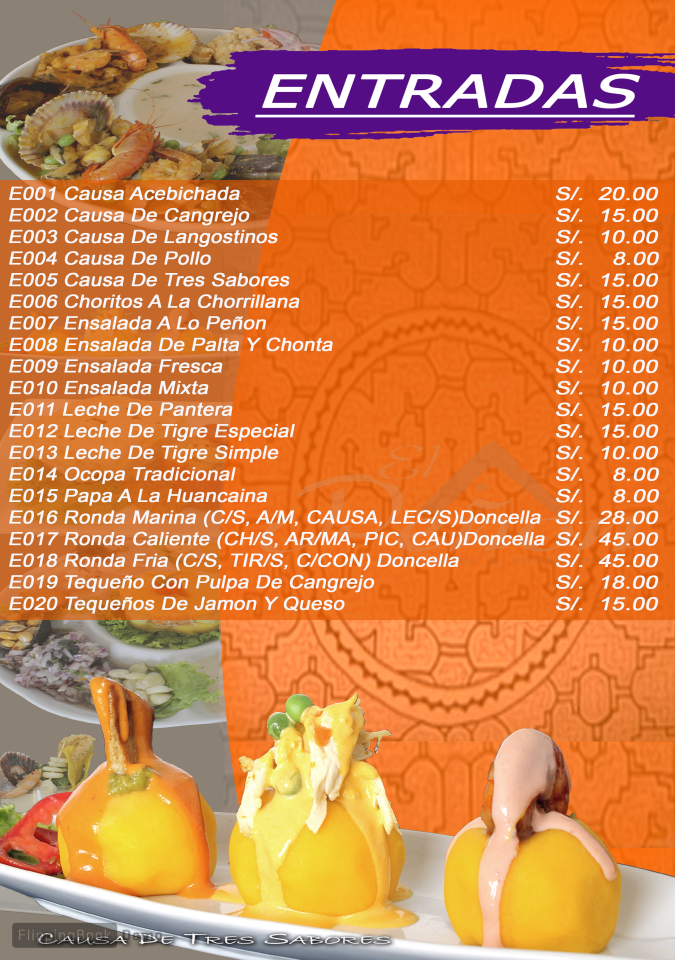 ENTRADAS
E001 Causa Acebichada S/. 20.00
E002 Causa De Cangrejo S/. 15.00
E003 Causa De Langostinos S/. 10.00
E004 Causa De Pollo S/. 8.00
E005 Causa De Tres Sabores S/. 15.00
E006 Choritos A La Chorrillana S/. 15.00
E007 Ensalada A Lo Peñon S/. 15.00
E008 Ensalada De Palta Y Chonta S/. 10.00
E009 Ensalada Fresca S/. 10.00
E010 Ensalada Mixta S/. 10.00
E011 Leche De Pantera S/. 15.00
E012 Leche De Tigre Especial S/. 15.00
E013 Leche De Tigre Simple S/. 10.00
E014 Ocopa Tradicional S/. 8.00
E015 Papa A La Huancaina S/. 8.00
E016 Ronda Marina (C/S, A/M, CAUSA, LEC/S)Doncella S/. 28.00
E017 Ronda Caliente (CH/S, AR/MA, PIC, CAU)Doncella S/. 45.00
E018 Ronda Fria (C/S, TIR/S, C/CON) Doncella S/. 45.00
E019 Tequeño Con Pulpa De Cangrejo S/. 18.00
E020 Tequeños De Jamon Y Queso S/. 15.00
El
Causa De Tres Sabores